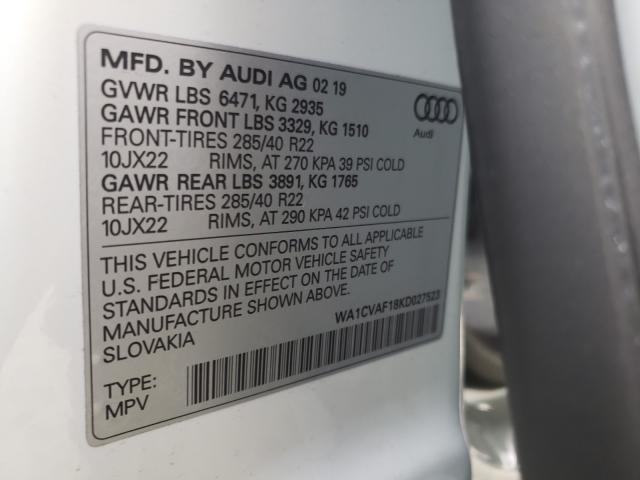 MFD. BY AUDI AG 02 19
GVWR LBS 6471, KG 2935
GAWR FRONT LBS 3329, KG 1510
FRONT-TIRES 285/40 R22
10JX22 RIMS, AT 270 KPA 39 PSI COLD
GAWR REAR LBS 3891, KG 1765
REAR-TIRES 285/40 R22
10JX22 RIMS, AT 290 KPA 42 PSI COLD
Audi
THIS VEHICLE CONFORMS TO ALL APPLICABLE
U.S. FEDERAL MOTOR VEHICLE SAFETY
STANDARDS IN EFFECT ON THE DATE OF
MANUFACTURE SHOWN ABOVE.
SLOVAKIA
WA1CVAF18KD027523
TYPE:
MPV